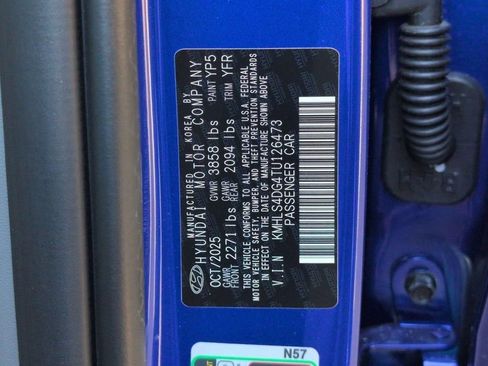 MANUFACTURED IN KOREA BY
HYUNDAI MOTOR COMPANY
OCT/2025 GVWR 3858 lbs PAINT YP5
GAWR FRONT 2271 lbs GAWR REAR 2094 lbs TRIM YFR
THIS VEHICLE CONFORMS TO ALL APPLICABLE U.S.A. FEDERAL
MOTOR VEHICLE SAFETY, BUMPER, AND THEFT PREVENTION STANDARDS
IN EFFECT ON THE DATE OF MANUFACTURE SHOWN ABOVE
V.I.N KMHLS4DG4TU126473
PASSENGER CAR
N57